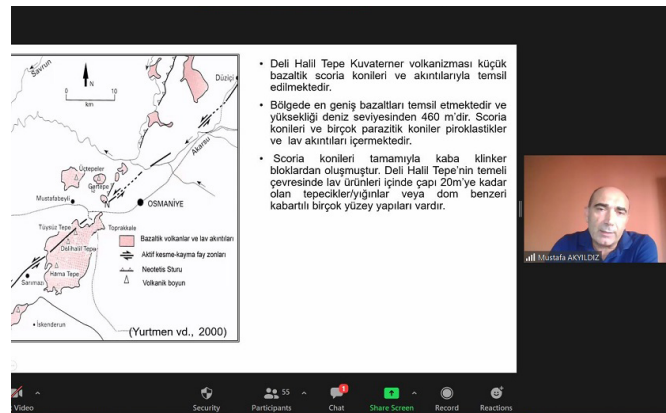 Savrun
N
0 10
km
Düziçi
Akarsu
Üçtepeler
Gertepe
Mustafabeyli
OSMANİYE
Tüysüz Tepe
Toprakkale
Delihalil Tepe
Hama Tepe
Sarımazı
İskenderun
Bazaltik volkanlar ve lav akıntıları
Aktif kesme-kayma fay zonları
Neotetis Sturu
Volkanik boyun
(Yurtmen vd., 2000)
• Deli Halil Tepe Kuvaterner volkanizması küçük
bazaltik scoria konileri ve akıntılarıyla temsil
edilmektedir.
• Bölgede en geniş bazaltları temsil etmektedir ve
yüksekliği deniz seviyesinden 460 m'dir. Scoria
konileri ve birçok parazitik koniler piroklastikler
ve lav akıntıları içermektedir.
• Scoria konileri tamamıyla kaba klinker
bloklardan oluşmuştur. Deli Halil Tepe'nin temeli
çevresinde lav ürünleri içinde çapı 20m'ye kadar
olan tepecikler/yığınlar veya dom benzeri
kabartılı birçok yüzey yapıları vardır.
Mustafa AKYILDIZ
Video
Security
55
Participants
1
Chat
Share Screen
Record
Reactions